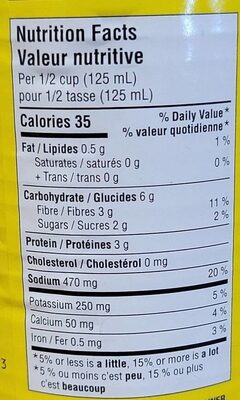 Nutrition Facts
Valeur nutritive
Per 1/2 cup (125 mL)
pour 1/2 tasse (125 mL)
Calories 35 % Daily Value*
% valeur quotidienne*
Fat / Lipides 0.5 g 1 %
Saturates / saturés 0 g 0 %
+ Trans / trans 0 g
Carbohydrate / Glucides 6 g
Fibre / Fibres 3 g 11 %
Sugars / Sucres 2 g 2 %
Protein / Protéines 3 g
Cholesterol / Cholestérol 0 mg
Sodium 470 mg 20 %
Potassium 250 mg 5 %
Calcium 50 mg 4 %
Iron / Fer 0.5 mg 3 %
*5% or less is a little, 15% or more is a lot
*5 % ou moins c'est peu, 15 % ou plus
c'est beaucoup
3